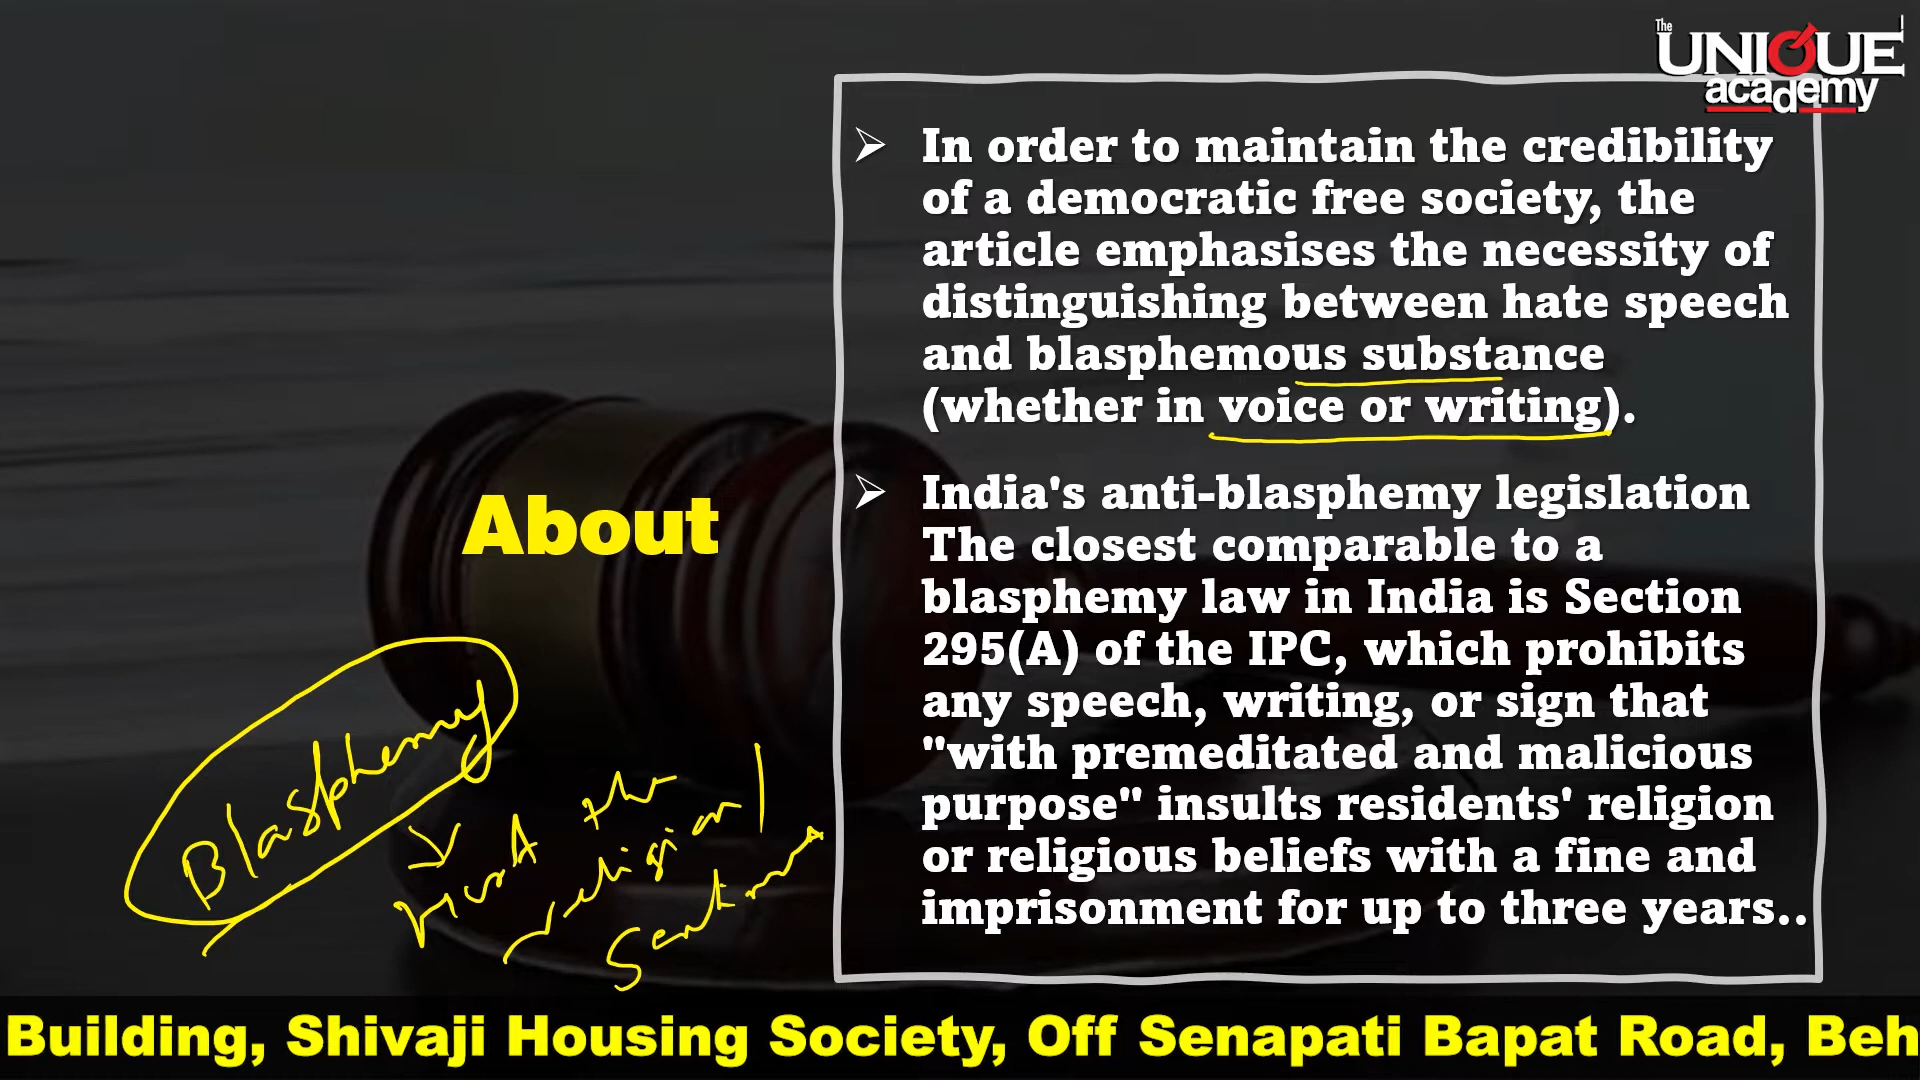 The
UNIQUE
academy
➢ In order to maintain the credibility
of a democratic free society, the
article emphasises the necessity of
distinguishing between hate speech
and blasphemous substance
(whether in voice or writing).
➢ India's anti-blasphemy legislation
The closest comparable to a
blasphemy law in India is Section
295(A) of the IPC, which prohibits
any speech, writing, or sign that
"with premeditated and malicious
purpose" insults residents' religion
or religious beliefs with a fine and
imprisonment for up to three years..
About
Blasphemy
the
Building, Shivaji Housing Society, Off Senapati Bapat Road, Beh